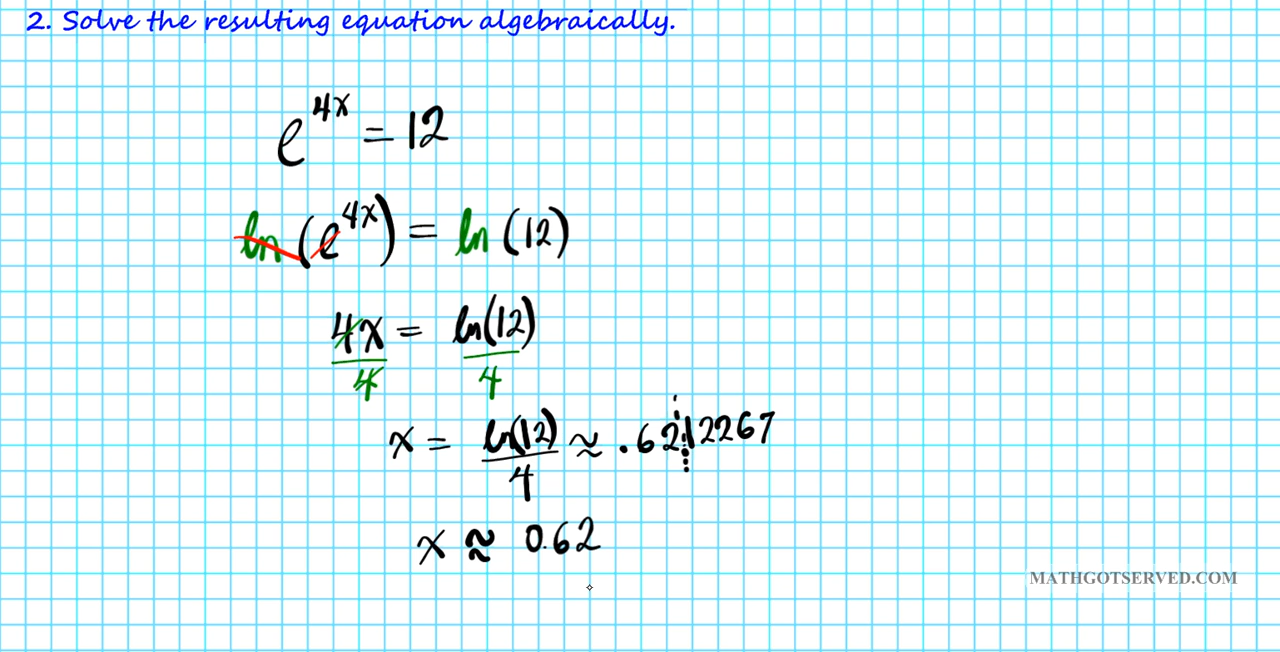 2. Solve the resulting equation algebraically.
e^{4x} = 12
ln(e^{4x}) = ln(12)
4x/4 = ln(12)/4
x = ln(12)/4 ≈ .6212267
x ≈ 0.62
MATHGOTSERVED.COM